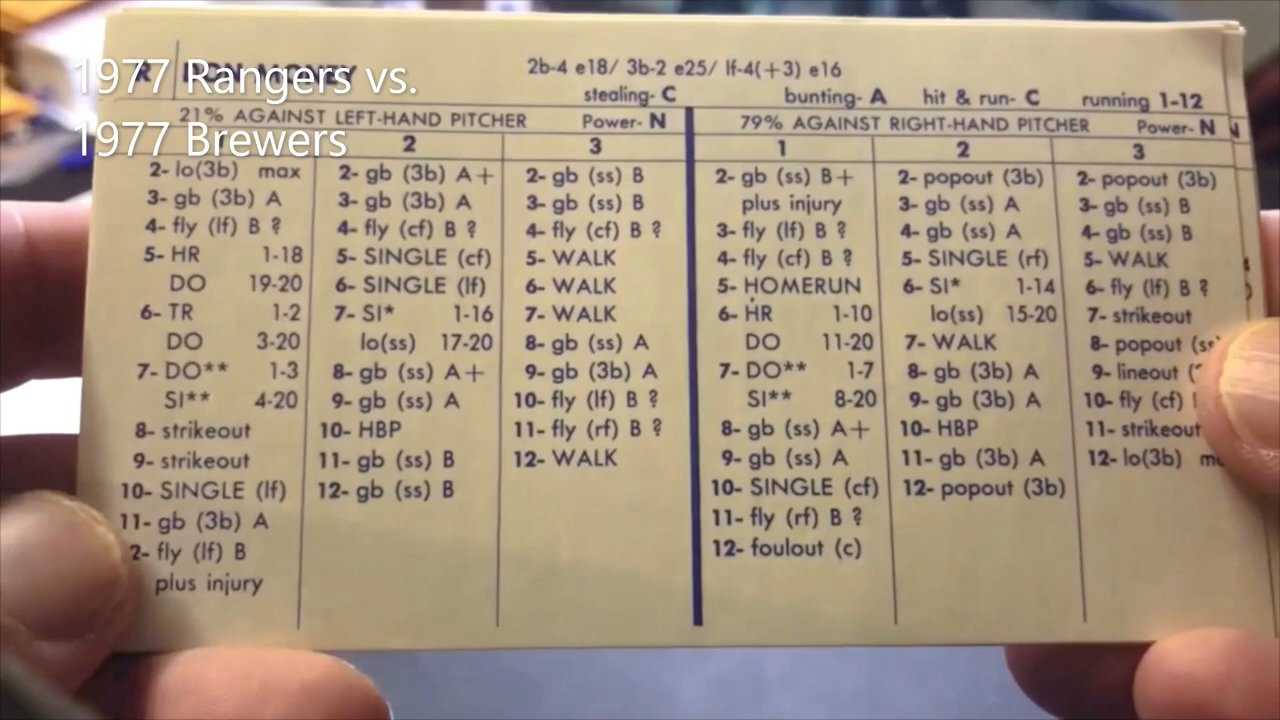 1977 Rangers vs.
1977 Brewers
R DON MONEY 2b-4 e18/ 3b-2 e25/ lf-4(+3) e16
stealing- C bunting- A hit & run- C running 1-12
21% AGAINST LEFT-HAND PITCHER Power- N 79% AGAINST RIGHT-HAND PITCHER Power- N
2 3 1 2 3
2- lo(3b) max
3- gb (3b) A
4- fly (lf) B ?
5- HR 1-18
DO 19-20
6- TR 1-2
DO 3-20
7- DO** 1-3
SI** 4-20
8- strikeout
9- strikeout
10- SINGLE (lf)
11- gb (3b) A
2- fly (lf) B
plus injury
2- gb (3b) A+
3- gb (3b) A
4- fly (cf) B ?
5- SINGLE (cf)
6- SINGLE (lf)
7- SI* 1-16
lo(ss) 17-20
8- gb (ss) A+
9- gb (ss) A
10- HBP
11- gb (ss) B
12- gb (ss) B
2- gb (ss) B
3- gb (ss) B
4- fly (cf) B ?
5- WALK
6- WALK
7- WALK
8- gb (ss) A
9- gb (3b) A
10- fly (lf) B ?
11- fly (rf) B ?
12- WALK
2- gb (ss) B+
plus injury
3- fly (lf) B ?
4- fly (cf) B ?
5- HOMERUN
6- HR 1-10
DO 11-20
7- DO** 1-7
SI** 8-20
8- gb (ss) A+
9- gb (ss) A
10- SINGLE (cf)
11- fly (rf) B ?
12- foulout (c)
2- popout (3b)
3- gb (ss) A
4- gb (ss) A
5- SINGLE (rf)
6- SI* 1-14
lo(ss) 15-20
7- WALK
8- gb (3b) A
9- gb (3b) A
10- HBP
11- gb (3b) A
12- popout (3b)
2- popout (3b)
3- gb (ss) B
4- gb (ss) B
5- WALK
6- fly (lf) B ?
7- strikeout
8- popout (ss)
9- lineout
10- fly (cf)
11- strikeout
12- lo(3b)